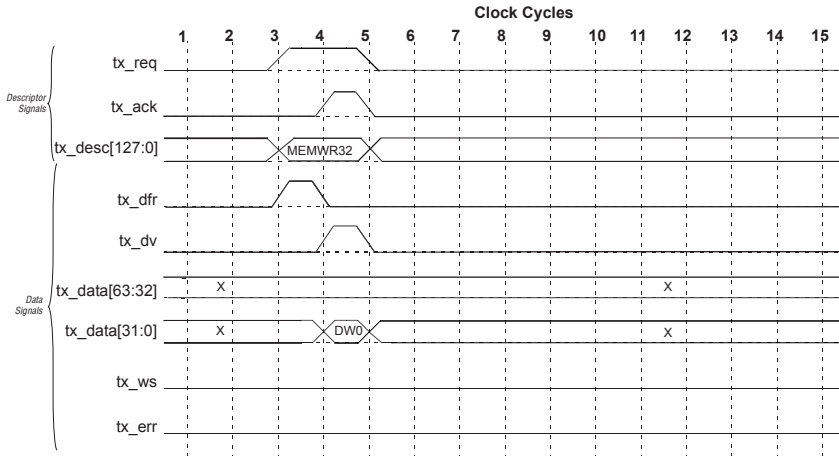 Clock Cycles
1 2 3 4 5 6 7 8 9 10 11 12 13 14 15
Descriptor
Signals
tx_req
tx_ack
tx_desc[127:0] MEMWR32
Data
Signals
tx_dfr
tx_dv
tx_data[63:32] X X
tx_data[31:0] X DW0 X
tx_ws
tx_err